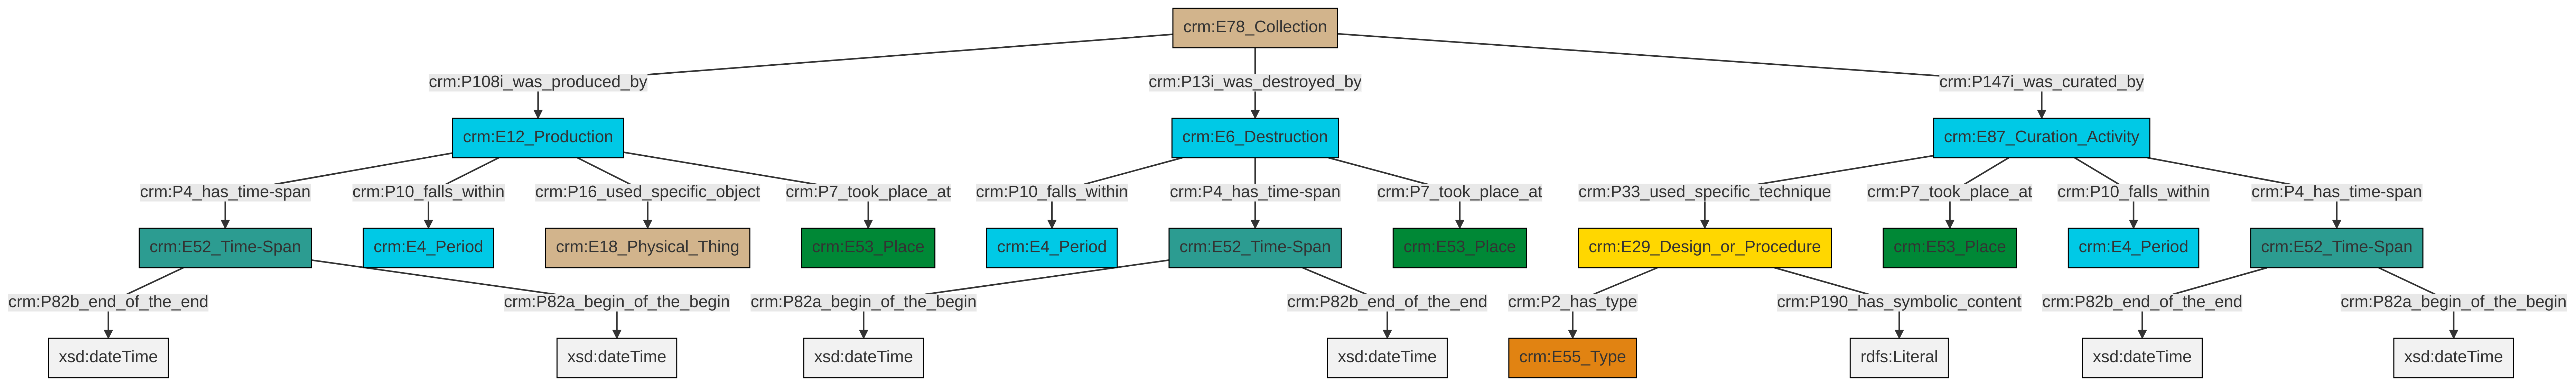 crm:E78_Collection
crm:P108i_was_produced_by
crm:P13i_was_destroyed_by
crm:P147i_was_curated_by
crm:E12_Production
crm:E6_Destruction
crm:E87_Curation_Activity
crm:P4_has_time-span
crm:P10_falls_within
crm:P16_used_specific_object
crm:P7_took_place_at
crm:P10_falls_within
crm:P4_has_time-span
crm:P7_took_place_at
crm:P33_used_specific_technique
crm:P7_took_place_at
crm:P10_falls_within
crm:P4_has_time-span
crm:E52_Time-Span
crm:E4_Period
crm:E18_Physical_Thing
crm:E53_Place
crm:E4_Period
crm:E52_Time-Span
crm:E53_Place
crm:E29_Design_or_Procedure
crm:E53_Place
crm:E4_Period
crm:E52_Time-Span
crm:P82b_end_of_the_end
crm:P82a_begin_of_the_begin
crm:P82a_begin_of_the_begin
crm:P82b_end_of_the_end
crm:P2_has_type
crm:P190_has_symbolic_content
crm:P82b_end_of_the_end
crm:P82a_begin_of_the_begin
xsd:dateTime
xsd:dateTime
xsd:dateTime
xsd:dateTime
crm:E55_Type
rdfs:Literal
xsd:dateTime
xsd:dateTime